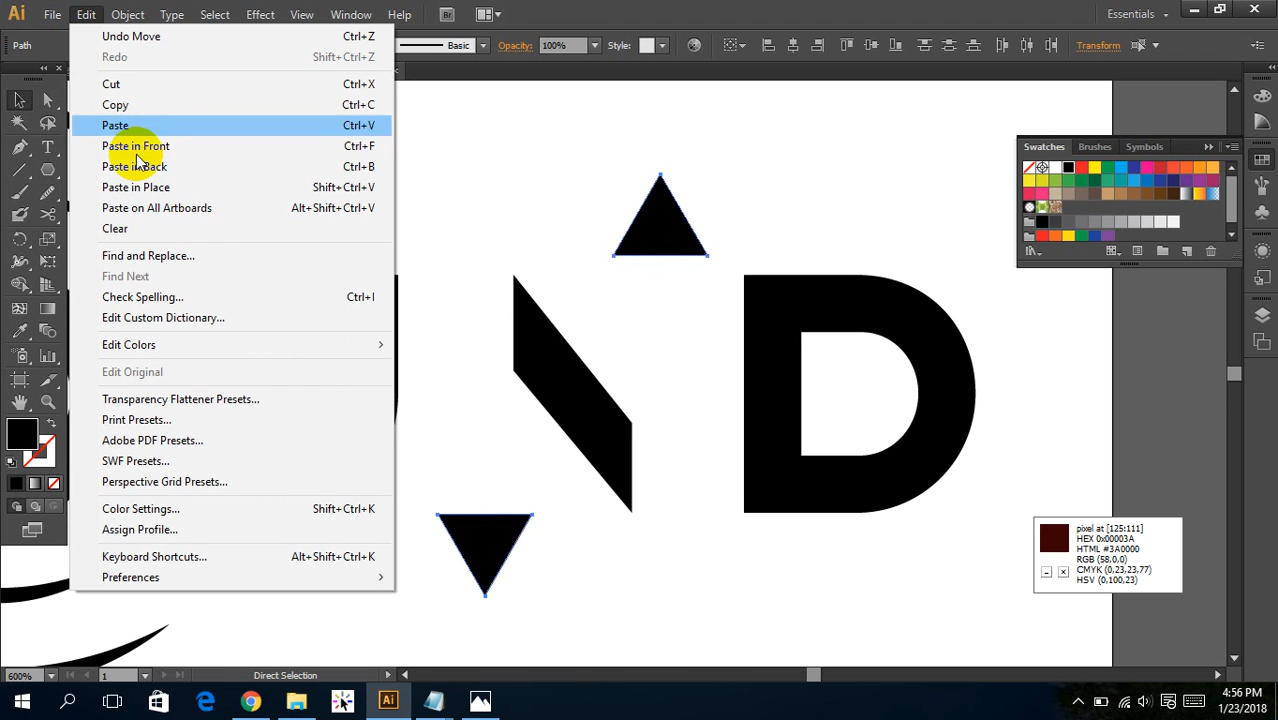 Ai File Edit Object Type Select Effect View Window Help Br Essentials
Path Basic Opacity: 100% Style: Transform
Undo Move Ctrl+Z
Redo Shift+Ctrl+Z
Cut Ctrl+X
Copy Ctrl+C
Paste Ctrl+V
Paste in Front Ctrl+F
Paste in Back Ctrl+B
Paste in Place Shift+Ctrl+V
Paste on All Artboards Alt+Shift+Ctrl+V
Clear
Find and Replace...
Find Next
Check Spelling... Ctrl+I
Edit Custom Dictionary...
Edit Colors
Edit Original
Transparency Flattener Presets...
Print Presets...
Adobe PDF Presets...
SWF Presets...
Perspective Grid Presets...
Color Settings... Shift+Ctrl+K
Assign Profile...
Keyboard Shortcuts... Alt+Shift+Ctrl+K
Preferences
Swatches Brushes Symbols
D
pixel at [125:111]
HEX 0x00003A
HTML #3A0000
RGB (58,0,0)
CMYK (0,23,23,77)
HSV (0,100,23)
600% 1 Direct Selection
Ai
4:56 PM
1/23/2018